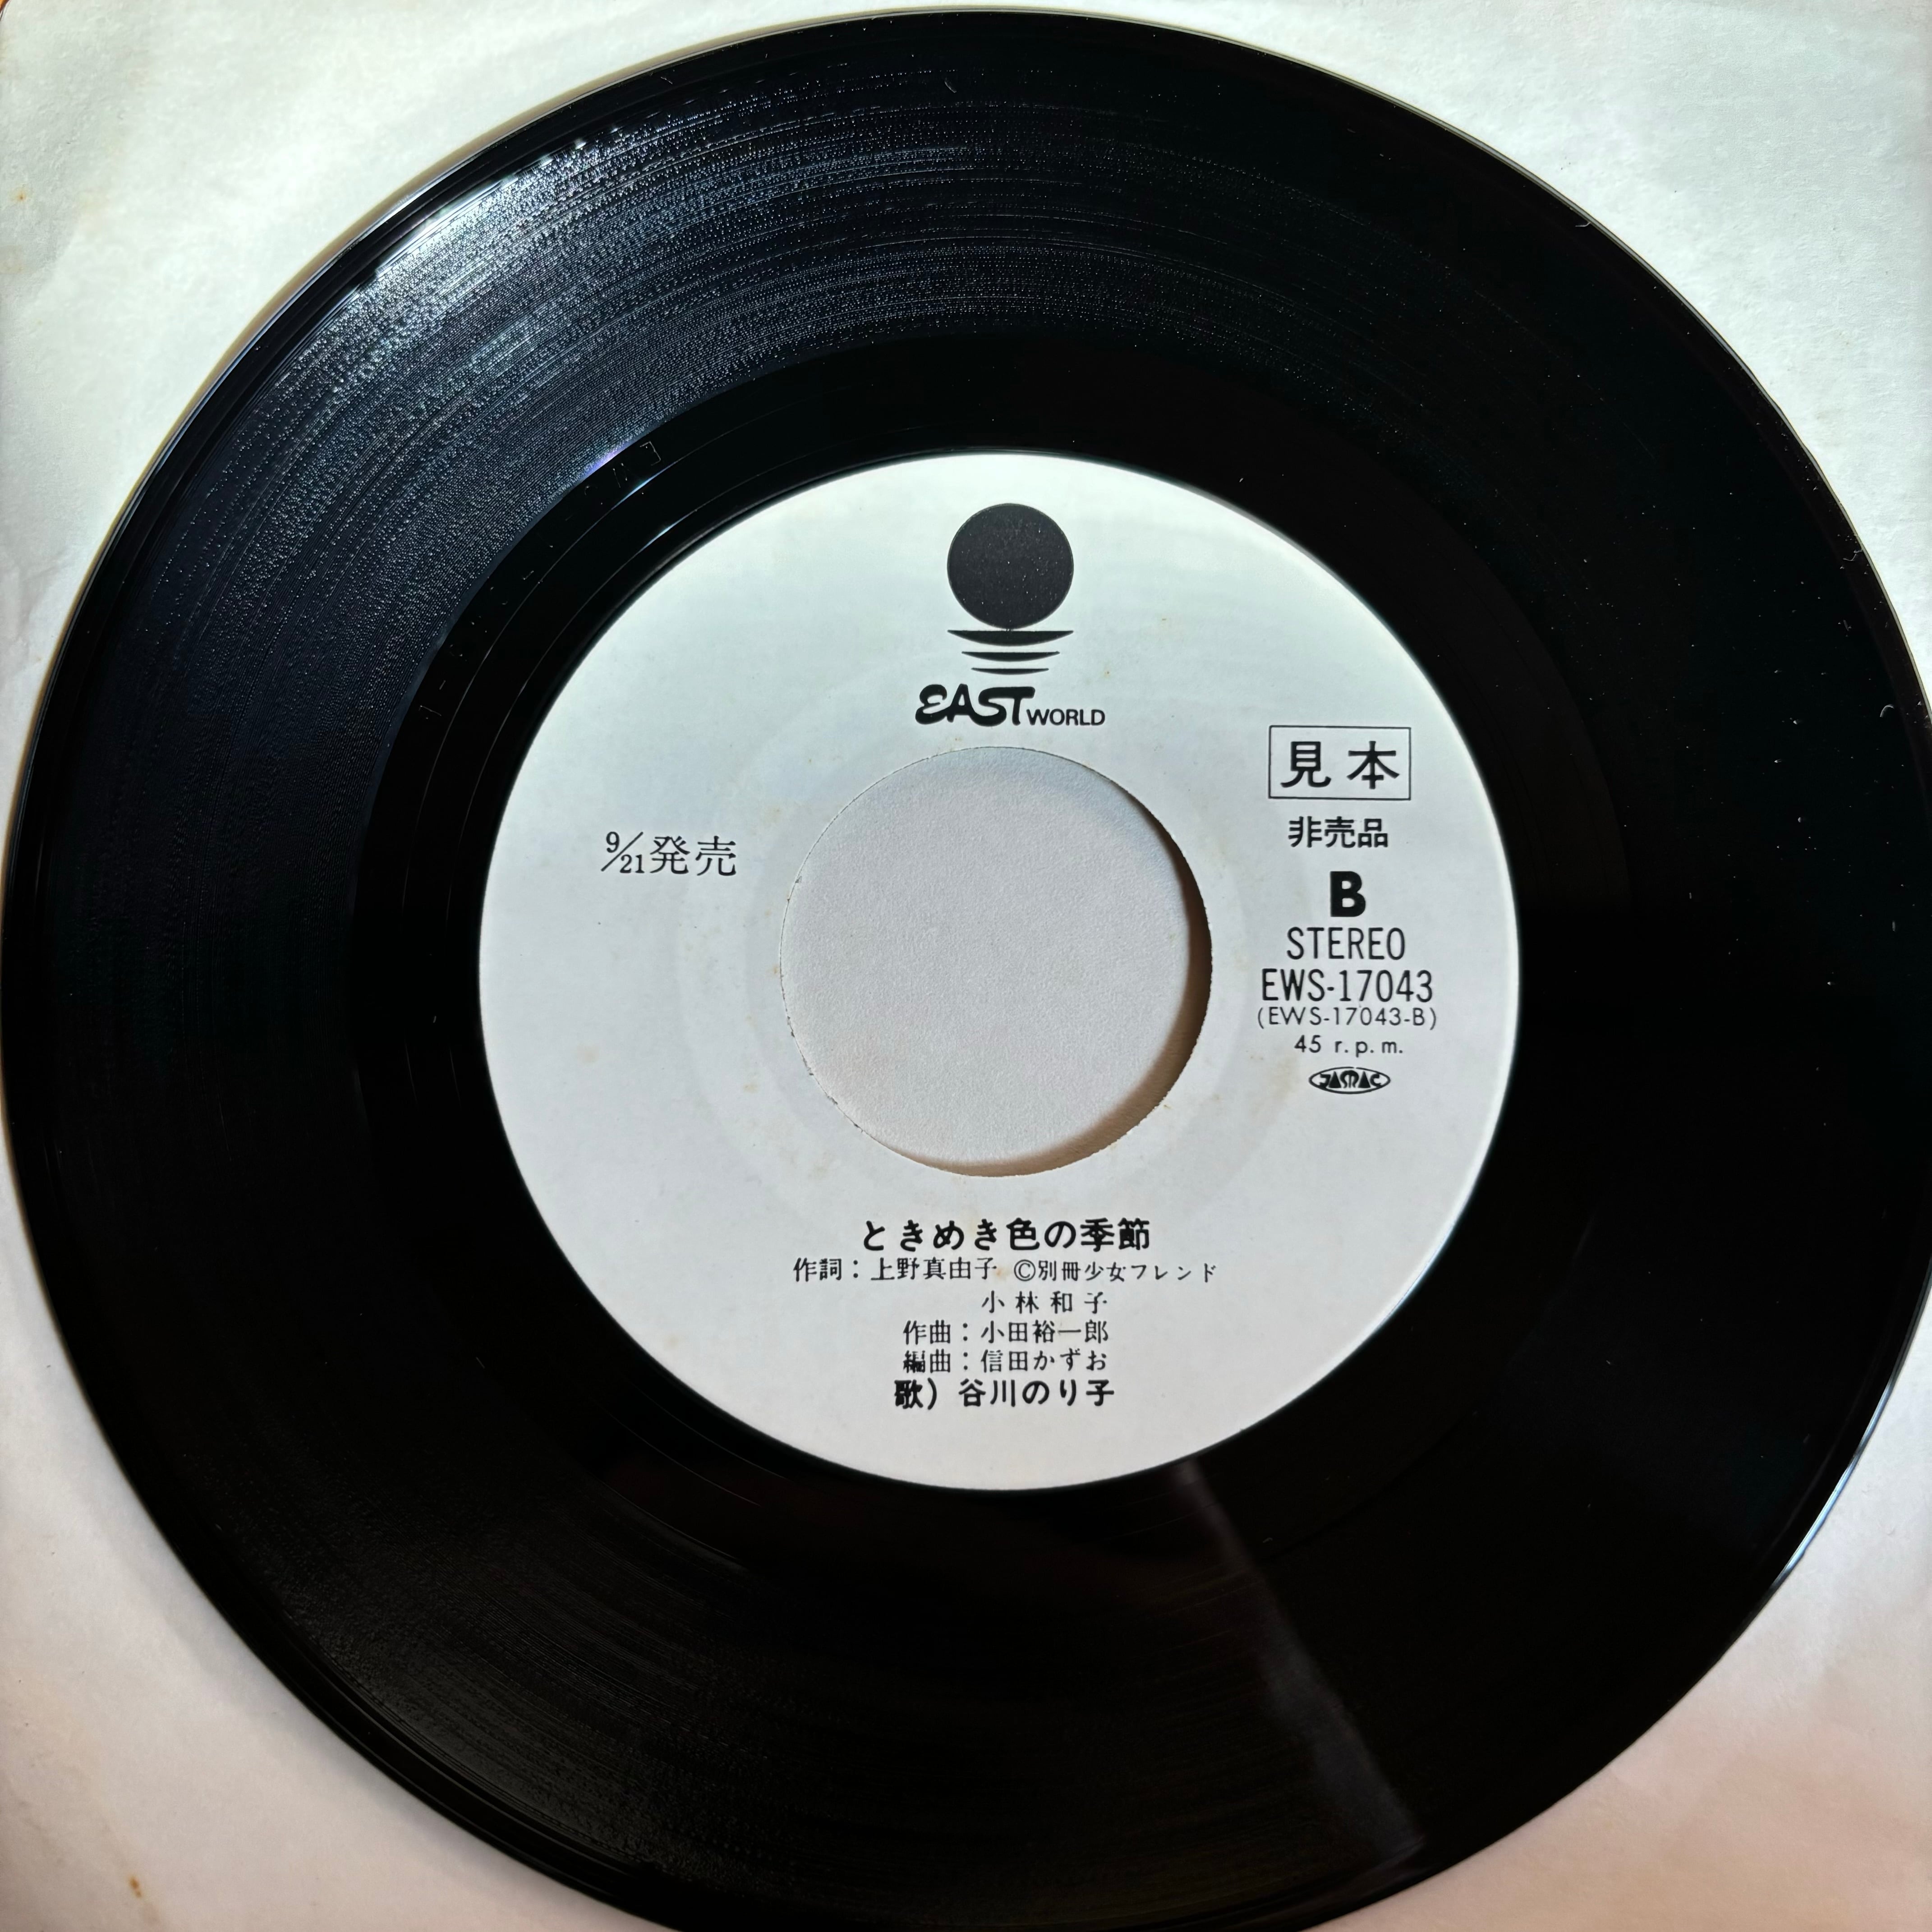 EAST WORLD
見本
非売品
9/21発売
B
STEREO
EWS-17043
(EWS-17043-B)
45 r.p.m.
JASRAC
ときめき色の季節
作詞：上野真由子 Ⓒ別冊少女フレンド
小林和子
作曲：小田裕一郎
編曲：信田かずお
歌）谷川のり子